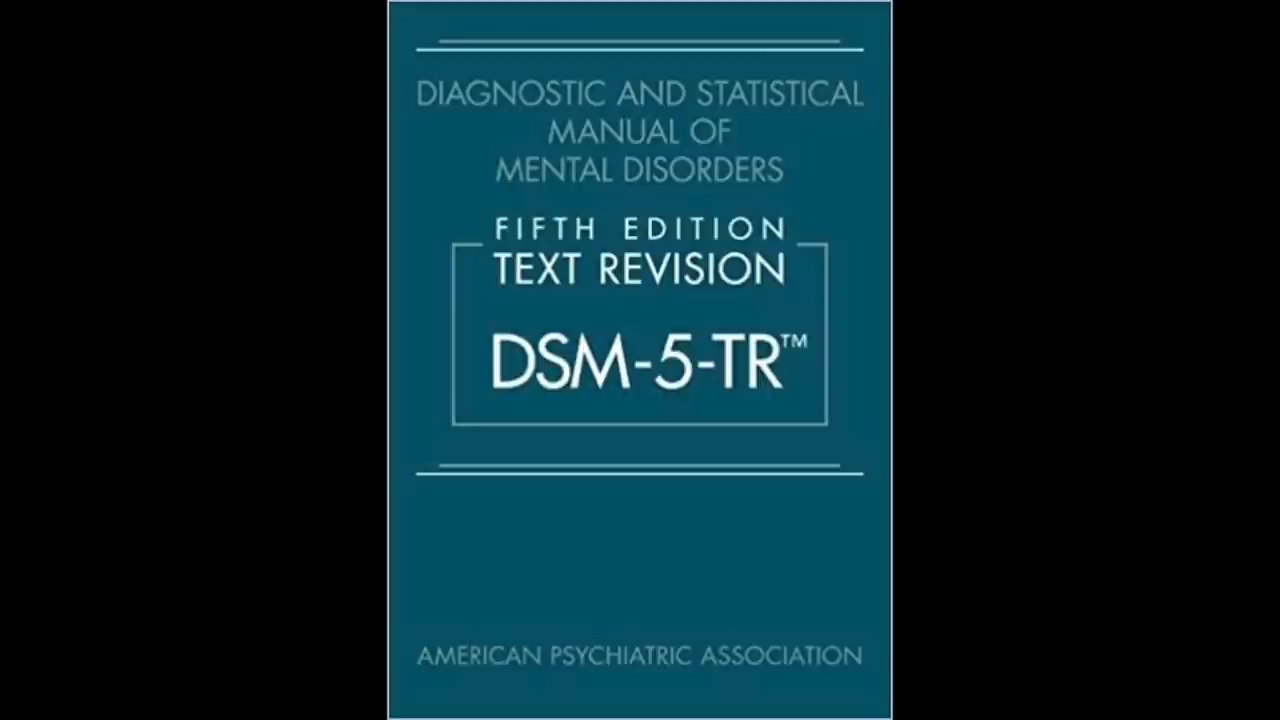 DIAGNOSTIC AND STATISTICAL
MANUAL OF
MENTAL DISORDERS
FIFTH EDITION
TEXT REVISION
DSM-5-TR™
AMERICAN PSYCHIATRIC ASSOCIATION